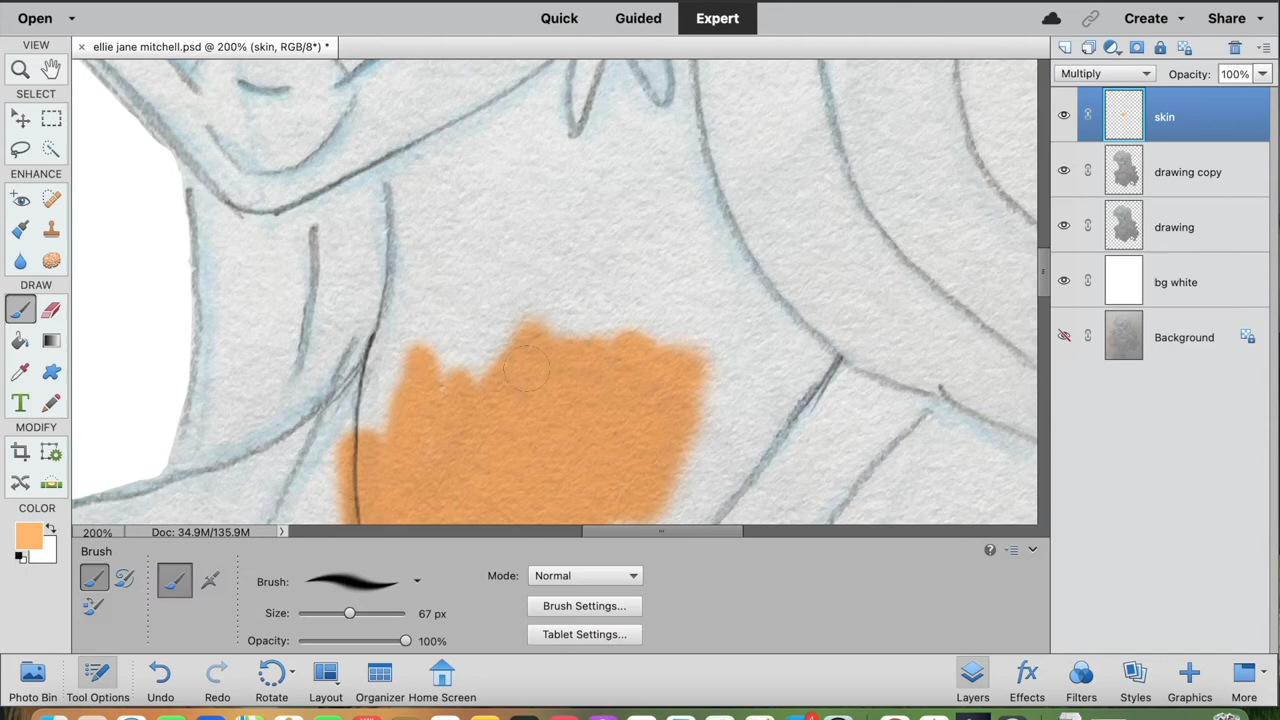 Open
Quick
Guided
Expert
Create
Share
VIEW
× ellie jane mitchell.psd @ 200% (skin, RGB/8*) *
Multiply
Opacity: 100%
SELECT
skin
ENHANCE
drawing copy
drawing
DRAW
bg white
Background
T
MODIFY
COLOR
200%
Doc: 34.9M/135.9M
Brush
Brush:
Mode: Normal
Size:
67 px
Brush Settings...
Opacity:
100%
Tablet Settings...
Photo Bin
Tool Options
Undo
Redo
Rotate
Layout
Organizer
Home Screen
Layers
fx
Effects
Filters
Styles
Graphics
More